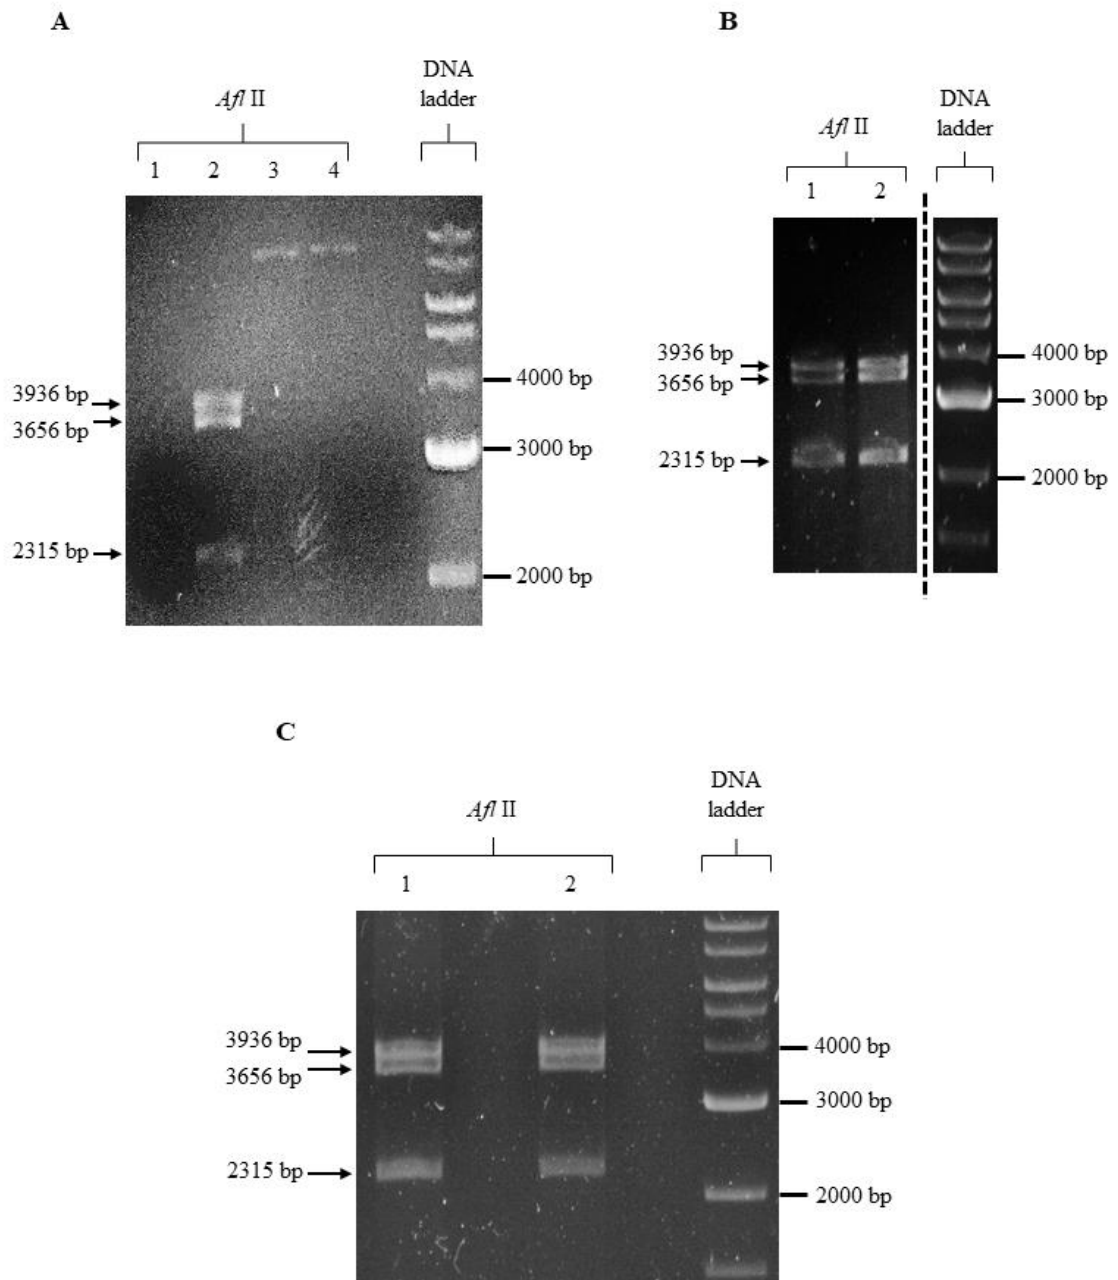 A
Afl II
DNA
ladder
1 2 3 4
3936 bp
3656 bp
2315 bp
4000 bp
3000 bp
2000 bp
B
Afl II
DNA
ladder
1 2
3936 bp
3656 bp
2315 bp
4000 bp
3000 bp
2000 bp
C
Afl II
DNA
ladder
1 2
3936 bp
3656 bp
2315 bp
4000 bp
3000 bp
2000 bp